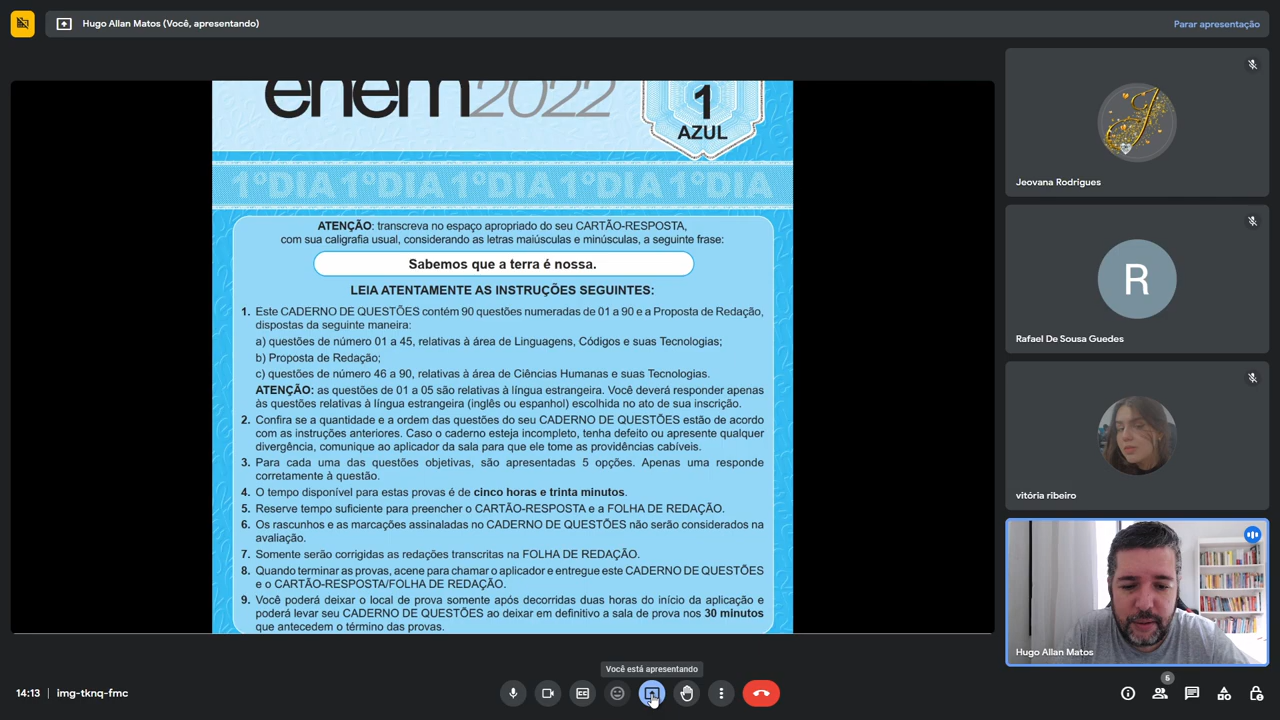 Hugo Allan Matos (Você, apresentando)
Parar apresentação
enem2022
1
AZUL
1ºDIA 1ºDIA 1ºDIA 1ºDIA 1ºDIA
ATENÇÃO: transcreva no espaço apropriado do seu CARTÃO-RESPOSTA,
com sua caligrafia usual, considerando as letras maiúsculas e minúsculas, a seguinte frase:
Sabemos que a terra é nossa.
LEIA ATENTAMENTE AS INSTRUÇÕES SEGUINTES:
1. Este CADERNO DE QUESTÕES contém 90 questões numeradas de 01 a 90 e a Proposta de Redação,
dispostas da seguinte maneira:
a) questões de número 01 a 45, relativas à área de Linguagens, Códigos e suas Tecnologias;
b) Proposta de Redação;
c) questões de número 46 a 90, relativas à área de Ciências Humanas e suas Tecnologias.
ATENÇÃO: as questões de 01 a 05 são relativas à língua estrangeira. Você deverá responder apenas
às questões relativas à língua estrangeira (inglês ou espanhol) escolhida no ato de sua inscrição.
2. Confira se a quantidade e a ordem das questões do seu CADERNO DE QUESTÕES estão de acordo
com as instruções anteriores. Caso o caderno esteja incompleto, tenha defeito ou apresente qualquer
divergência, comunique ao aplicador da sala para que ele tome as providências cabíveis.
3. Para cada uma das questões objetivas, são apresentadas 5 opções. Apenas uma responde
corretamente à questão.
4. O tempo disponível para estas provas é de cinco horas e trinta minutos.
5. Reserve tempo suficiente para preencher o CARTÃO-RESPOSTA e a FOLHA DE REDAÇÃO.
6. Os rascunhos e as marcações assinaladas no CADERNO DE QUESTÕES não serão considerados na
avaliação.
7. Somente serão corrigidas as redações transcritas na FOLHA DE REDAÇÃO.
8. Quando terminar as provas, acene para chamar o aplicador e entregue este CADERNO DE QUESTÕES
e o CARTÃO-RESPOSTA/FOLHA DE REDAÇÃO.
9. Você poderá deixar o local de prova somente após decorridas duas horas do início da aplicação e
poderá levar seu CADERNO DE QUESTÕES ao deixar em definitivo a sala de prova nos 30 minutos
que antecedem o término das provas.
J
Jeovana Rodrigues
R
Rafael De Sousa Guedes
vitória ribeiro
Hugo Allan Matos
Você está apresentando
14:13 | img-tknq-fmc
6